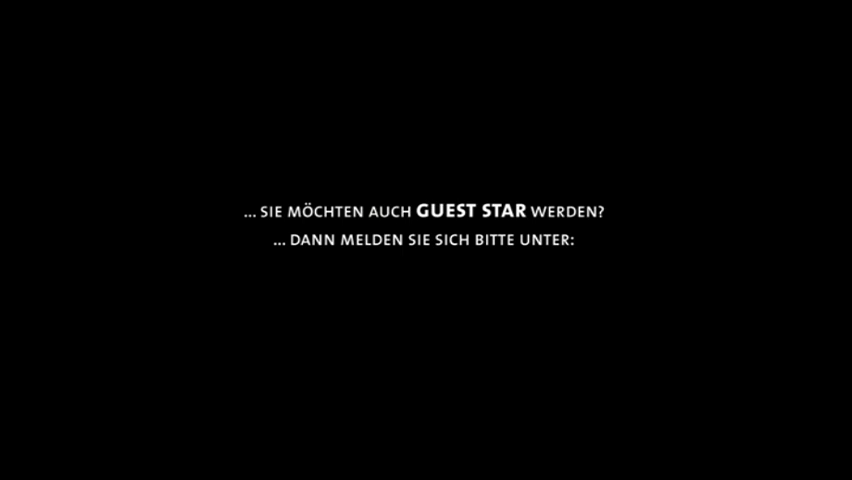 ... SIE MÖCHTEN AUCH GUEST STAR WERDEN?
... DANN MELDEN SIE SICH BITTE UNTER: